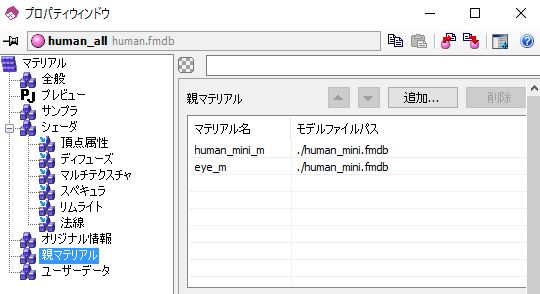 プロパティウィンドウ
human_all human.fmdb
マテリアル
全般
プレビュー
サンプラ
シェーダ
頂点属性
ディフューズ
マルチテクスチャ
スペキュラ
リムライト
法線
オリジナル情報
親マテリアル
ユーザーデータ
親マテリアル
追加...
削除
マテリアル名 モデルファイルパス
human_mini_m ./human_mini.fmdb
eye_m ./human_mini.fmdb